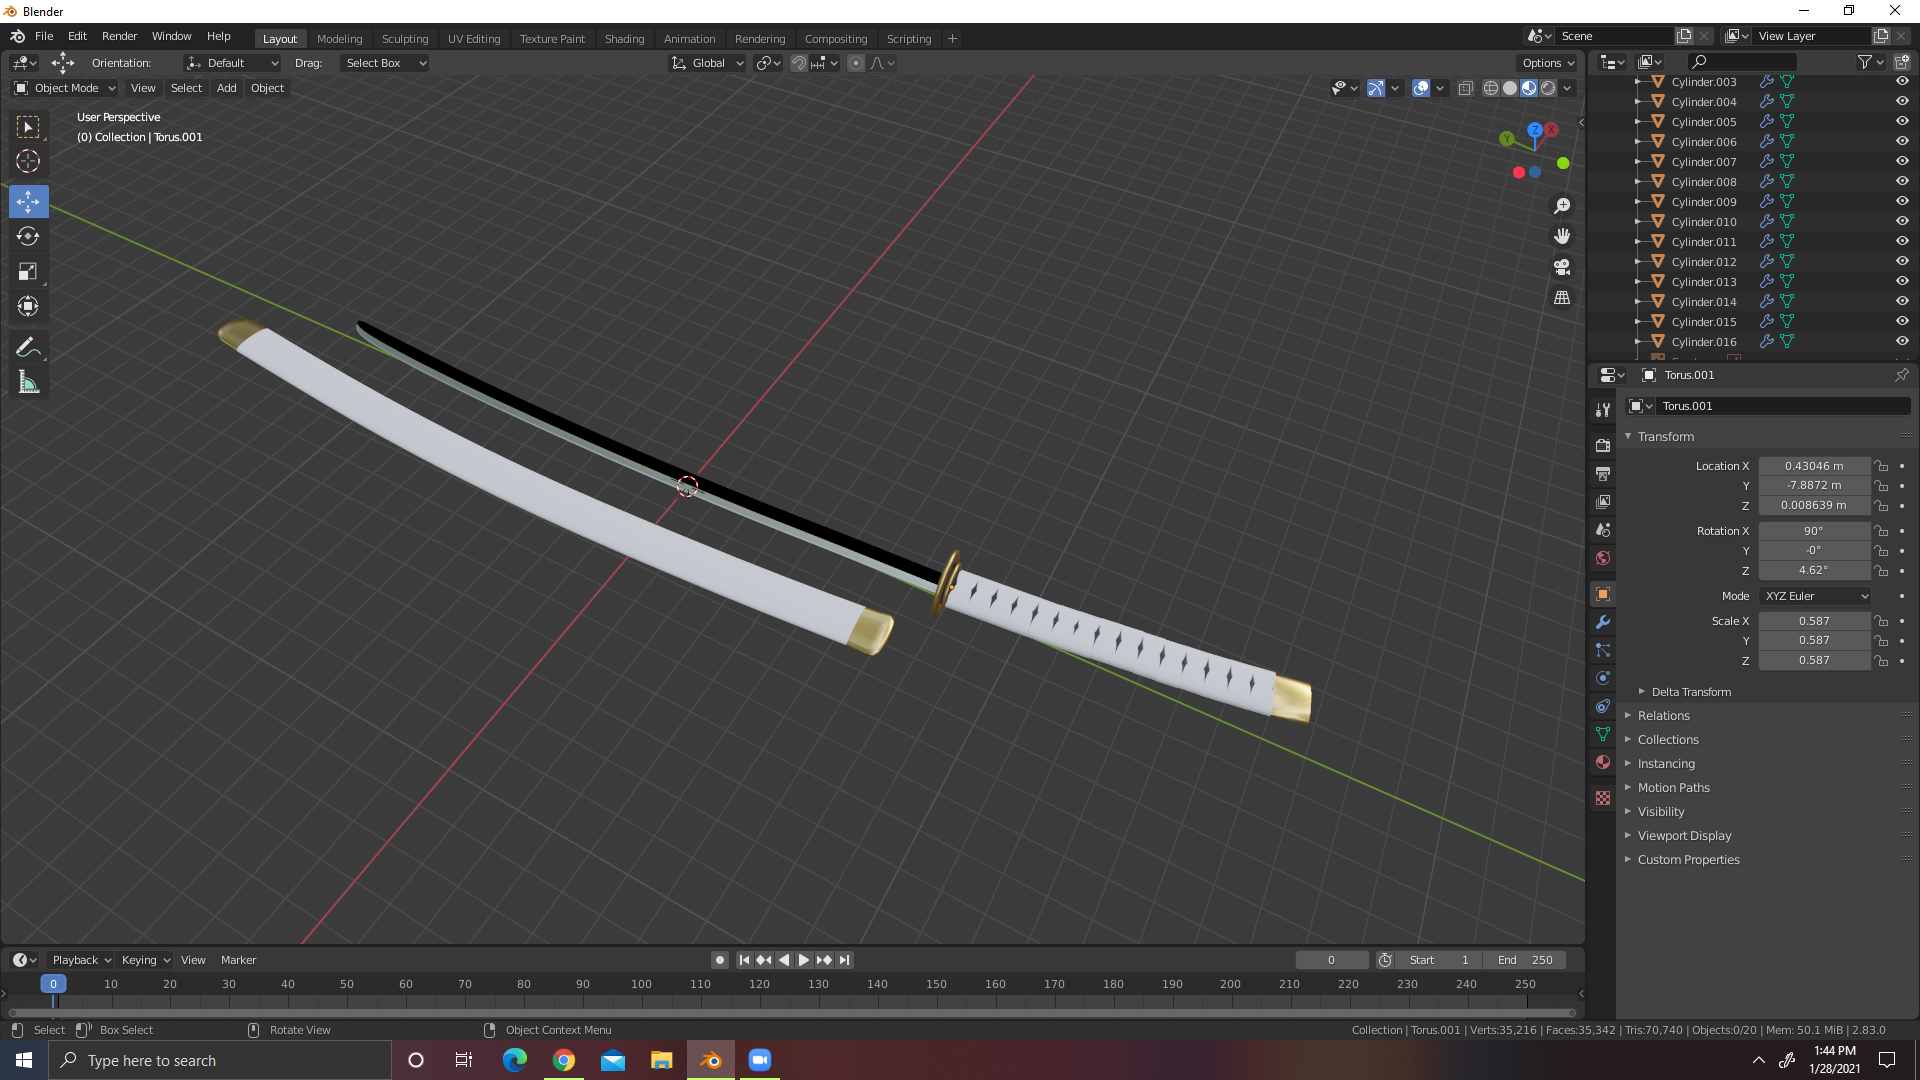 Blender
File Edit Render Window Help Layout Modeling Sculpting UV Editing Texture Paint Shading Animation Rendering Compositing Scripting + Scene View Layer
Orientation: Default Drag: Select Box Global Options
Object Mode View Select Add Object
User Perspective
(0) Collection | Torus.001
Z X Y
Cylinder.003
Cylinder.004
Cylinder.005
Cylinder.006
Cylinder.007
Cylinder.008
Cylinder.009
Cylinder.010
Cylinder.011
Cylinder.012
Cylinder.013
Cylinder.014
Cylinder.015
Cylinder.016
Torus.001
Torus.001
Transform
Location X 0.43046 m
Y -7.8872 m
Z 0.008639 m
Rotation X 90°
Y -0°
Z 4.62°
Mode XYZ Euler
Scale X 0.587
Y 0.587
Z 0.587
Delta Transform
Relations
Collections
Instancing
Motion Paths
Visibility
Viewport Display
Custom Properties
Playback Keying View Marker 0 Start 1 End 250
0 10 20 30 40 50 60 70 80 90 100 110 120 130 140 150 160 170 180 190 200 210 220 230 240 250
Select Box Select Rotate View Object Context Menu Collection | Torus.001 | Verts:35,216 | Faces:35,342 | Tris:70,740 | Objects:0/20 | Mem: 50.1 MiB | 2.83.0
Type here to search
1:44 PM
1/28/2021